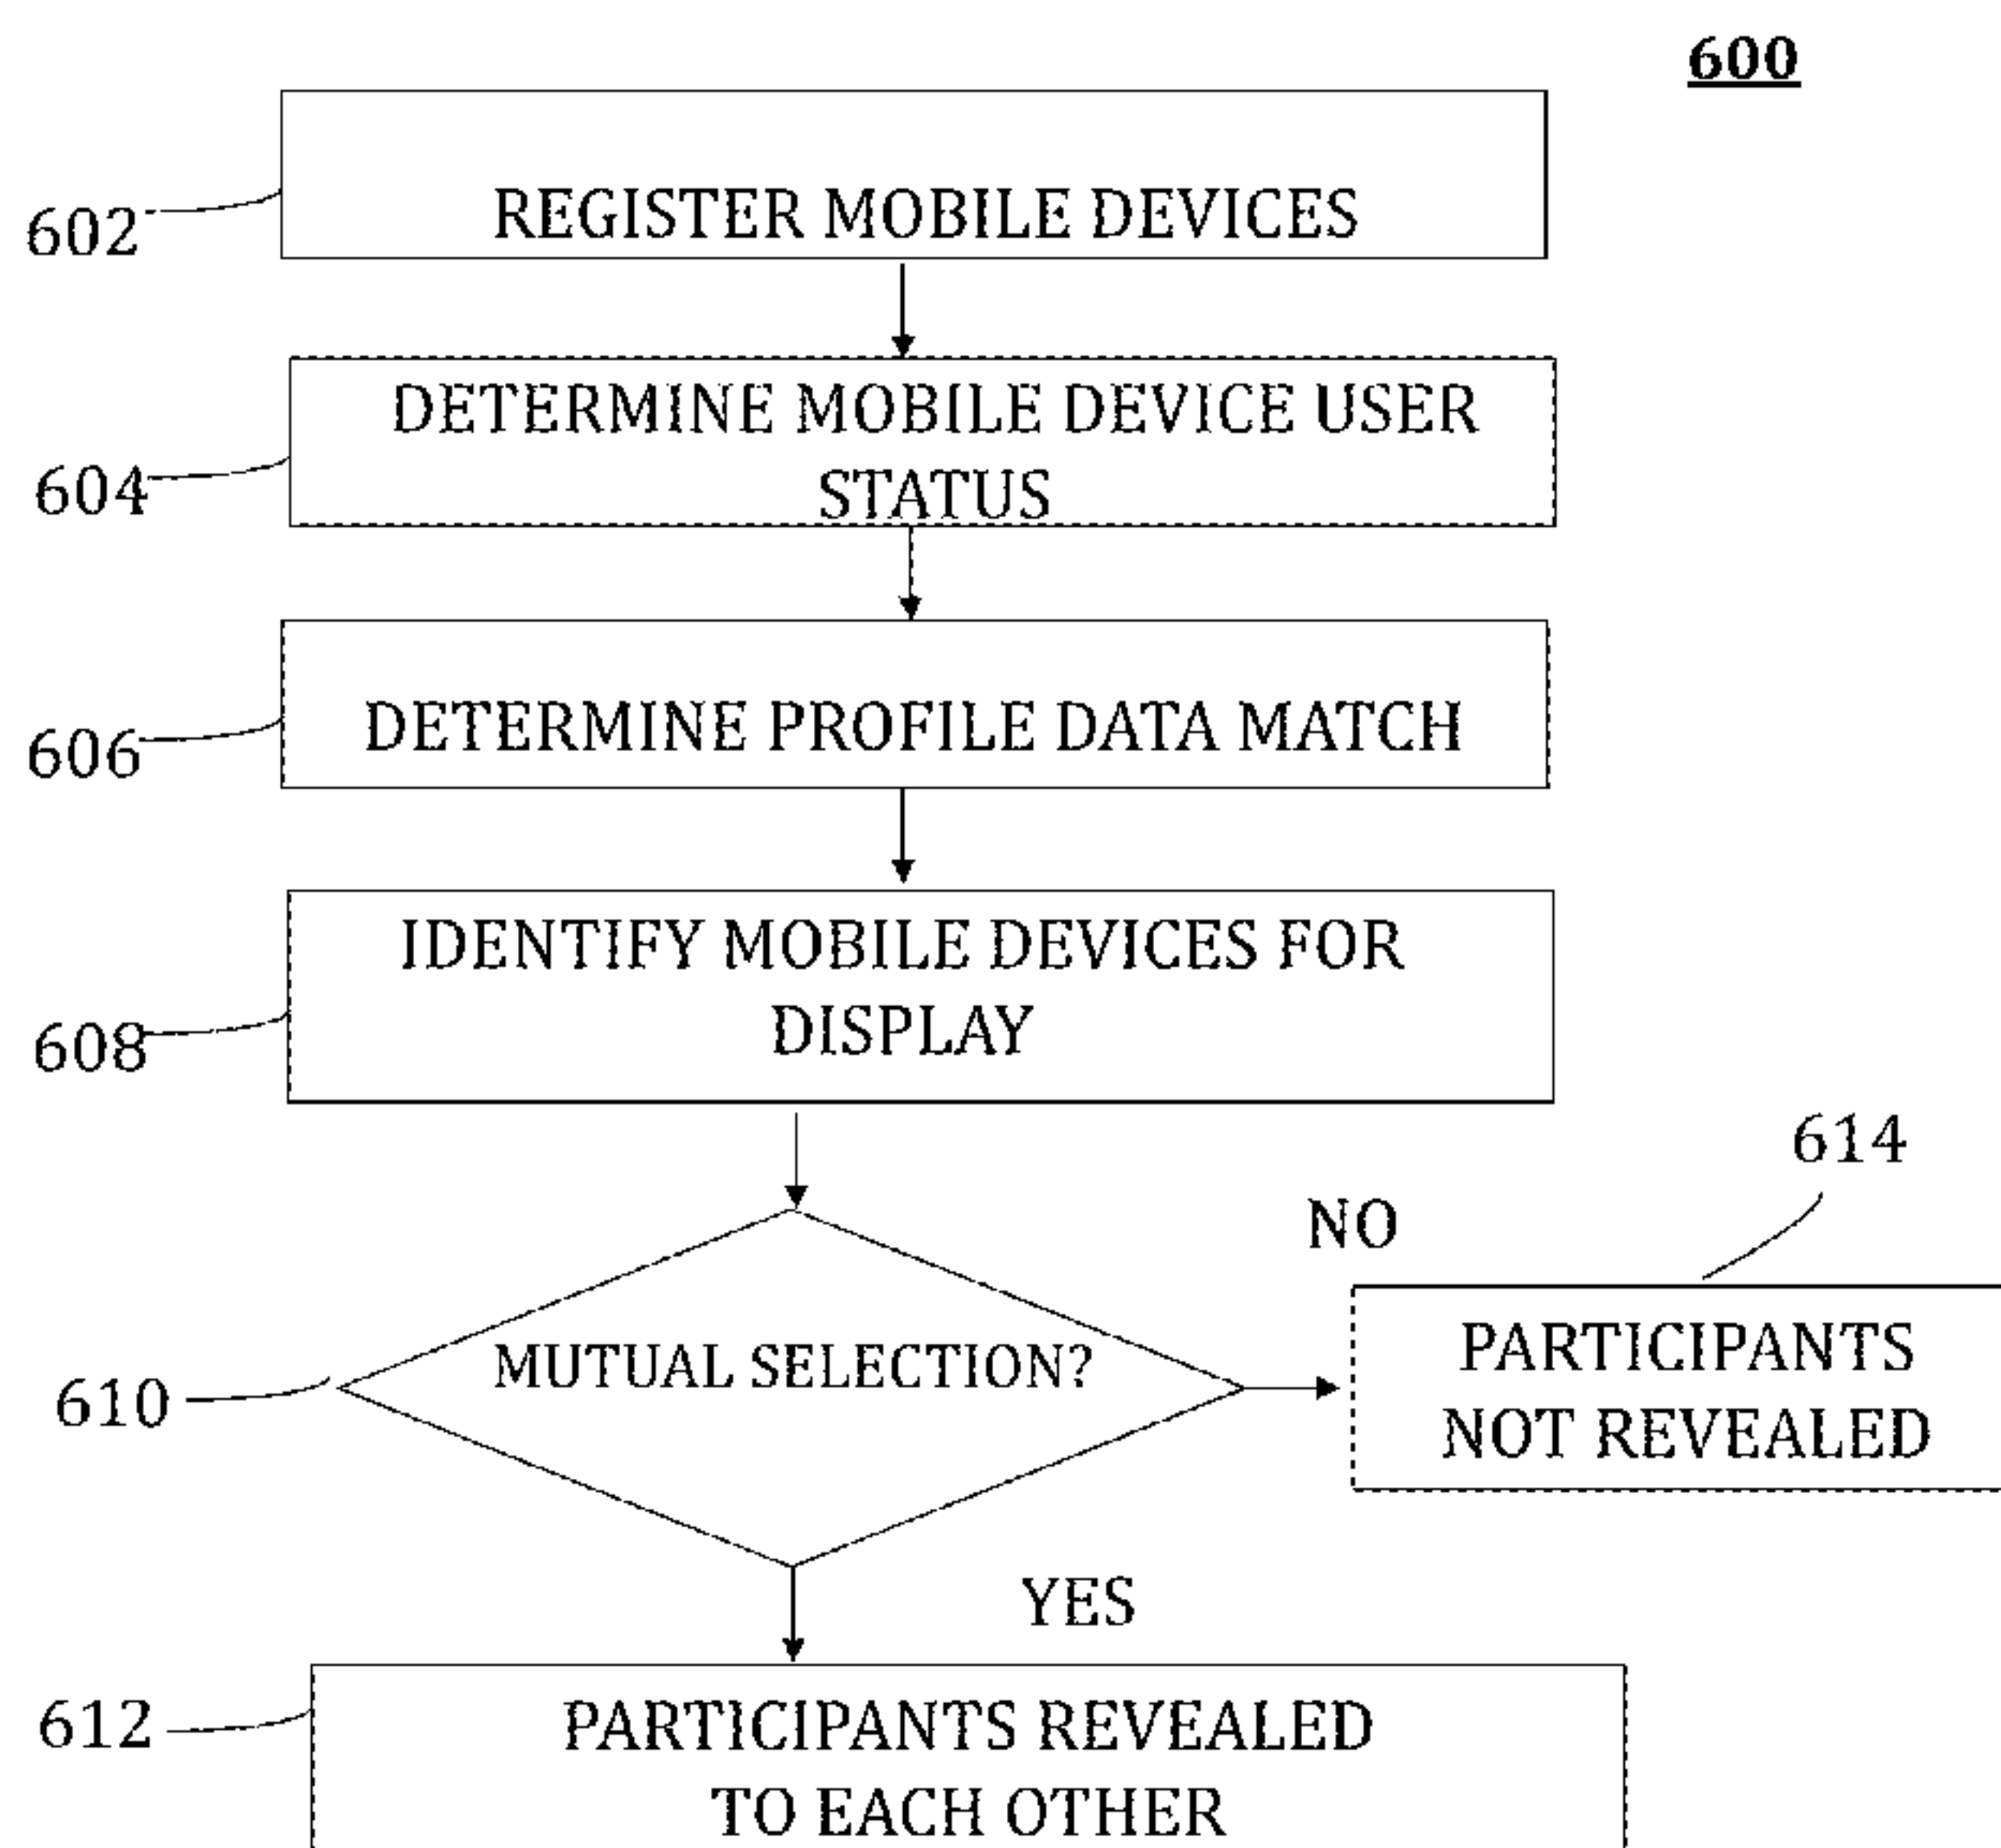 600
REGISTER MOBILE DEVICES
602
DETERMINE MOBILE DEVICE USER
STATUS
604
DETERMINE PROFILE DATA MATCH
606
IDENTIFY MOBILE DEVICES FOR
DISPLAY
608
614
NO
MUTUAL SELECTION?
610
PARTICIPANTS
NOT REVEALED
YES
612
PARTICIPANTS REVEALED
TO EACH OTHER